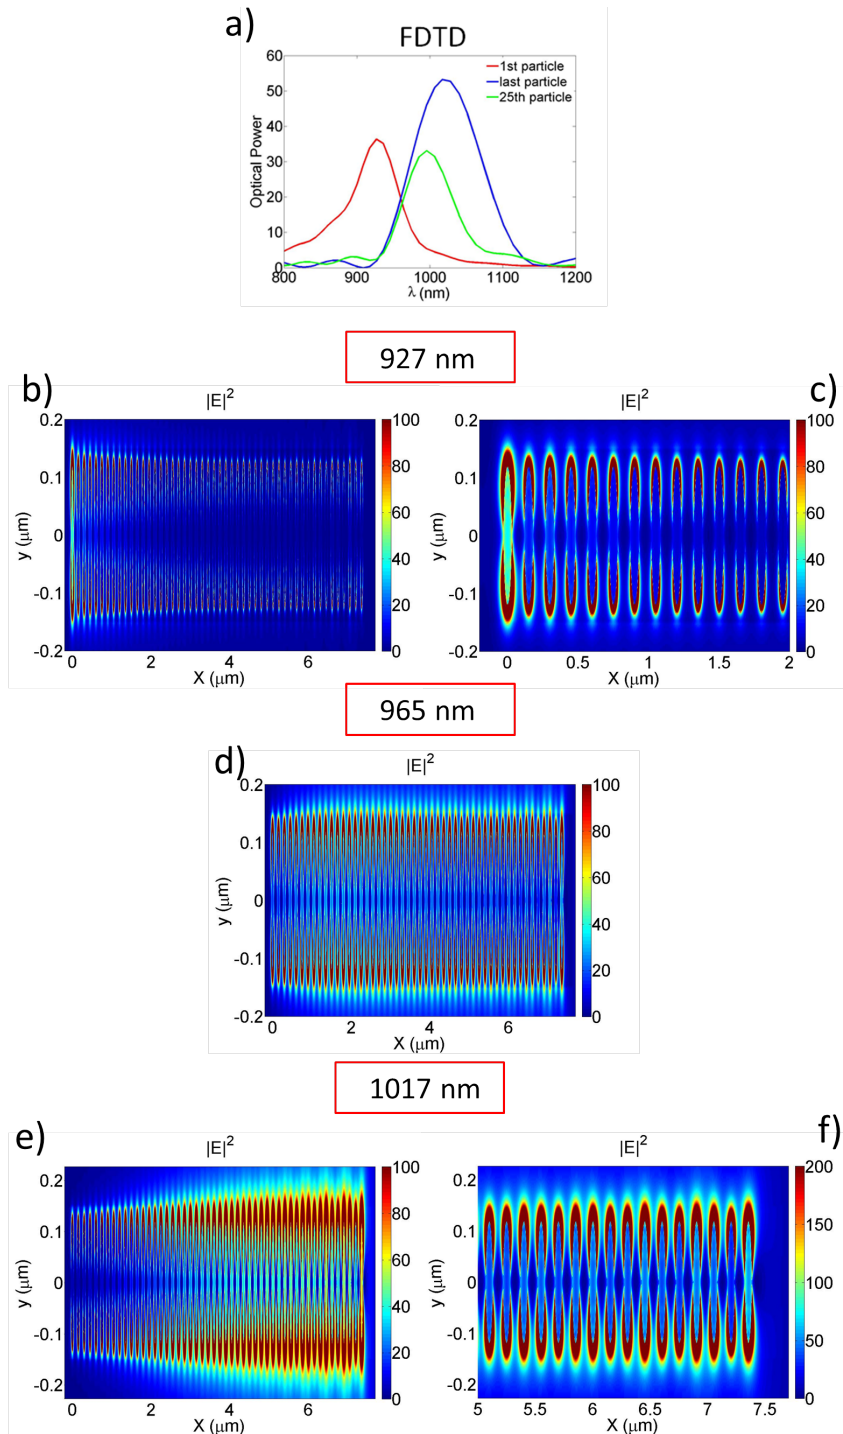 a)
FDTD
60
50
40
30
20
10
0
Optical Power
1st particle
last particle
25th particle
800 900 1000 1100 1200
λ (nm)
927 nm
b)
|E|²
0.2
0.1
0
-0.1
-0.2
y (μm)
0 2 4 6
X (μm)
100
80
60
40
20
0
c)
|E|²
0.2
0.1
0
-0.1
-0.2
y (μm)
0 0.5 1 1.5 2
X (μm)
100
80
60
40
20
0
965 nm
d)
|E|²
0.2
0.1
0
-0.1
-0.2
y (μm)
0 2 4 6
X (μm)
100
80
60
40
20
0
1017 nm
e)
|E|²
0.2
0.1
0
-0.1
-0.2
y (μm)
0 2 4 6
X (μm)
100
80
60
40
20
0
f)
|E|²
0.2
0.1
0
-0.1
-0.2
y (μm)
5 5.5 6 6.5 7 7.5
X (μm)
200
150
100
50
0